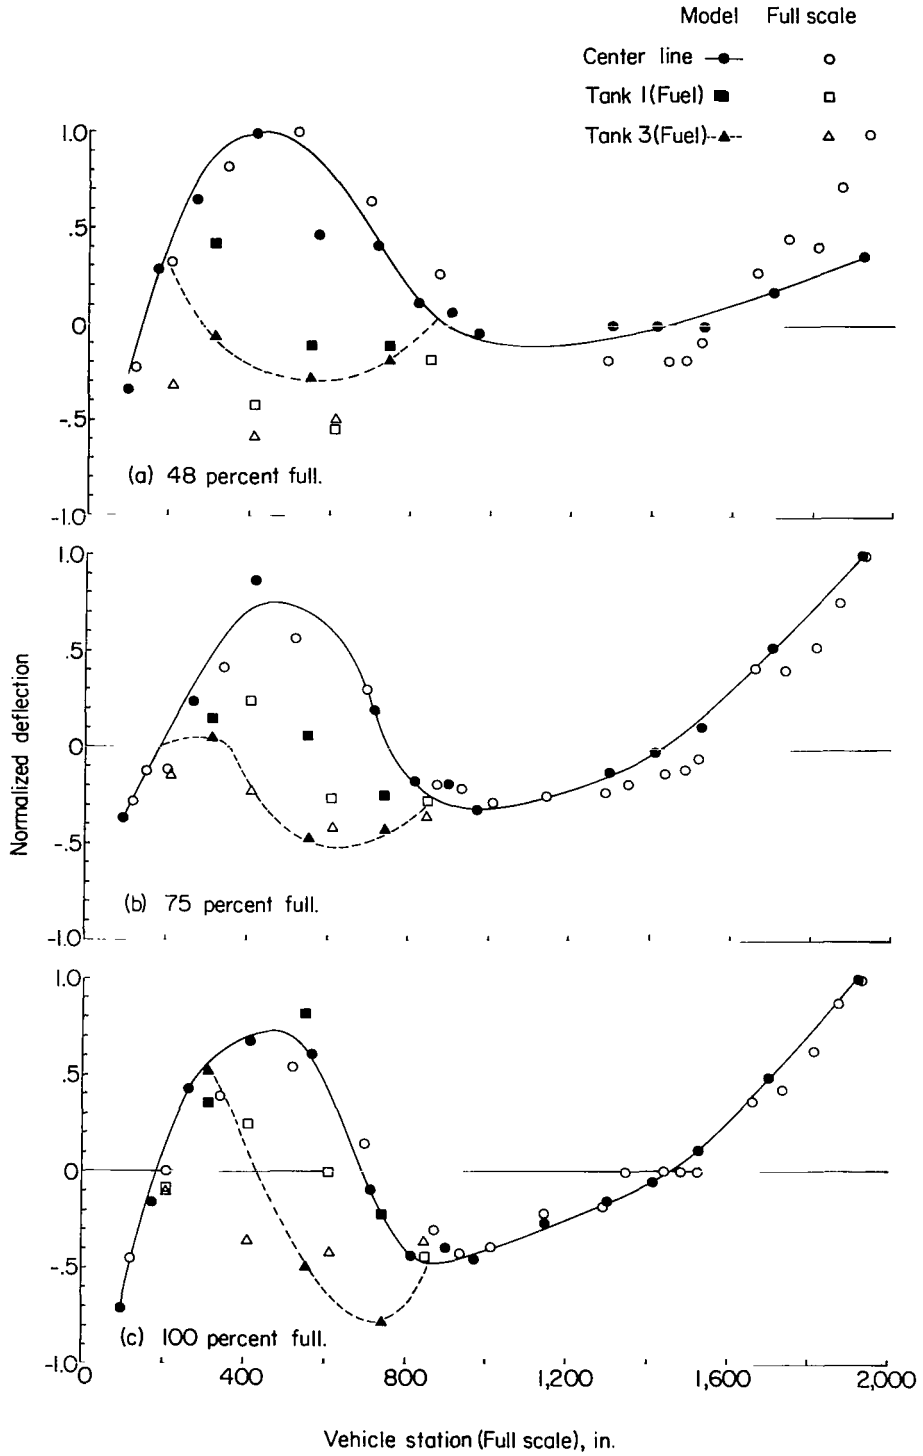 Model Full scale
Center line
Tank 1 (Fuel)
Tank 3 (Fuel)
1.0
.5
0
-.5
(a) 48 percent full.
-1.0
1.0
.5
0
-.5
(b) 75 percent full.
-1.0
Normalized deflection
1.0
.5
0
-.5
(c) 100 percent full.
-1.0
0 400 800 1,200 1,600 2,000
Vehicle station (Full scale), in.